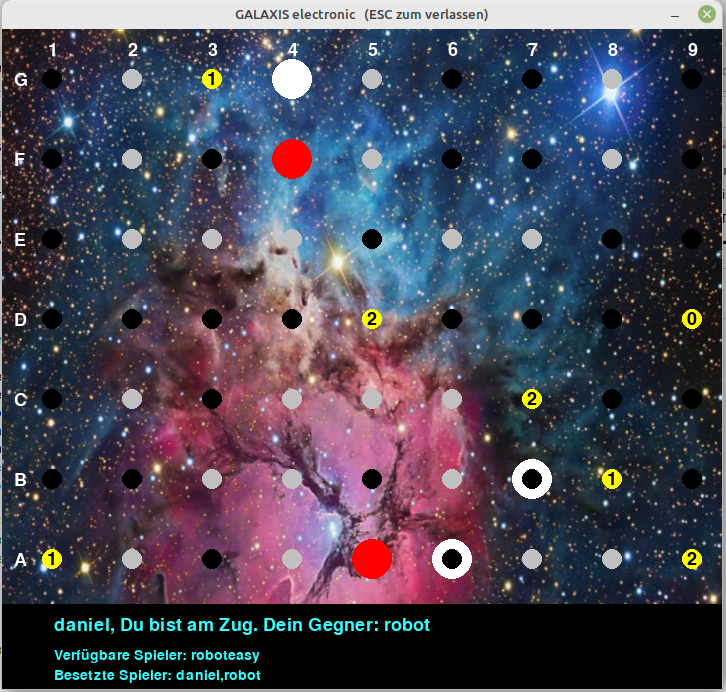 GALAXIS electronic (ESC zum verlassen)
1 2 3 4 5 6 7 8 9
G 1
F
E
D 2 0
C 2
B 1
A 1 2
daniel, Du bist am Zug. Dein Gegner: robot
Verfügbare Spieler: roboteasy
Besetzte Spieler: daniel,robot